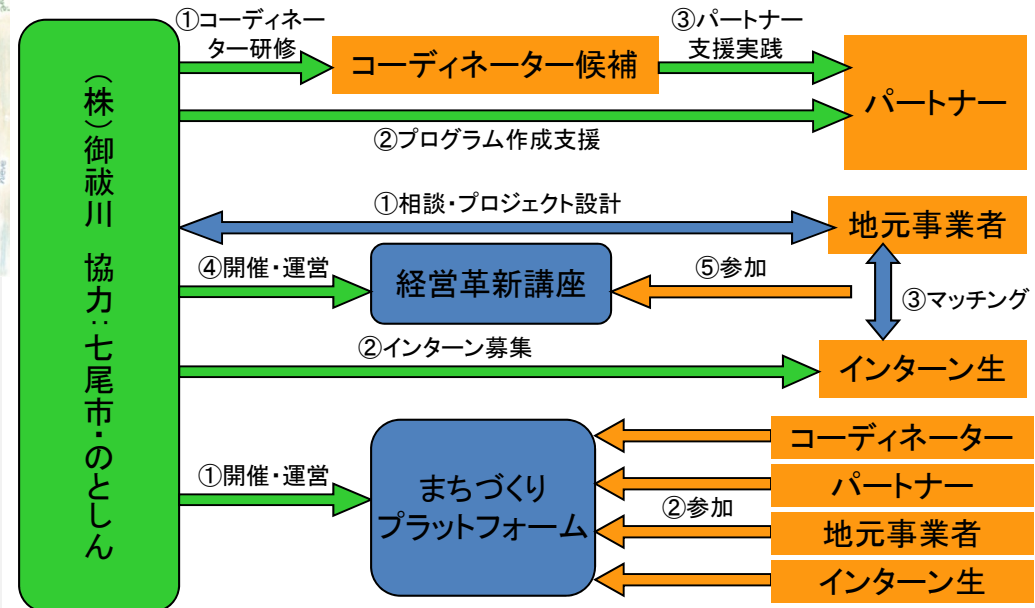 (株)御祓川 協力:七尾市・のとしん
①コーディネー
ター研修
コーディネーター候補
③パートナー
支援実践
パートナー
②プログラム作成支援
①相談・プロジェクト設計
地元事業者
④開催・運営
経営革新講座
⑤参加
③マッチング
②インターン募集
インターン生
①開催・運営
まちづくり
プラットフォーム
②参加
コーディネーター
パートナー
地元事業者
インターン生